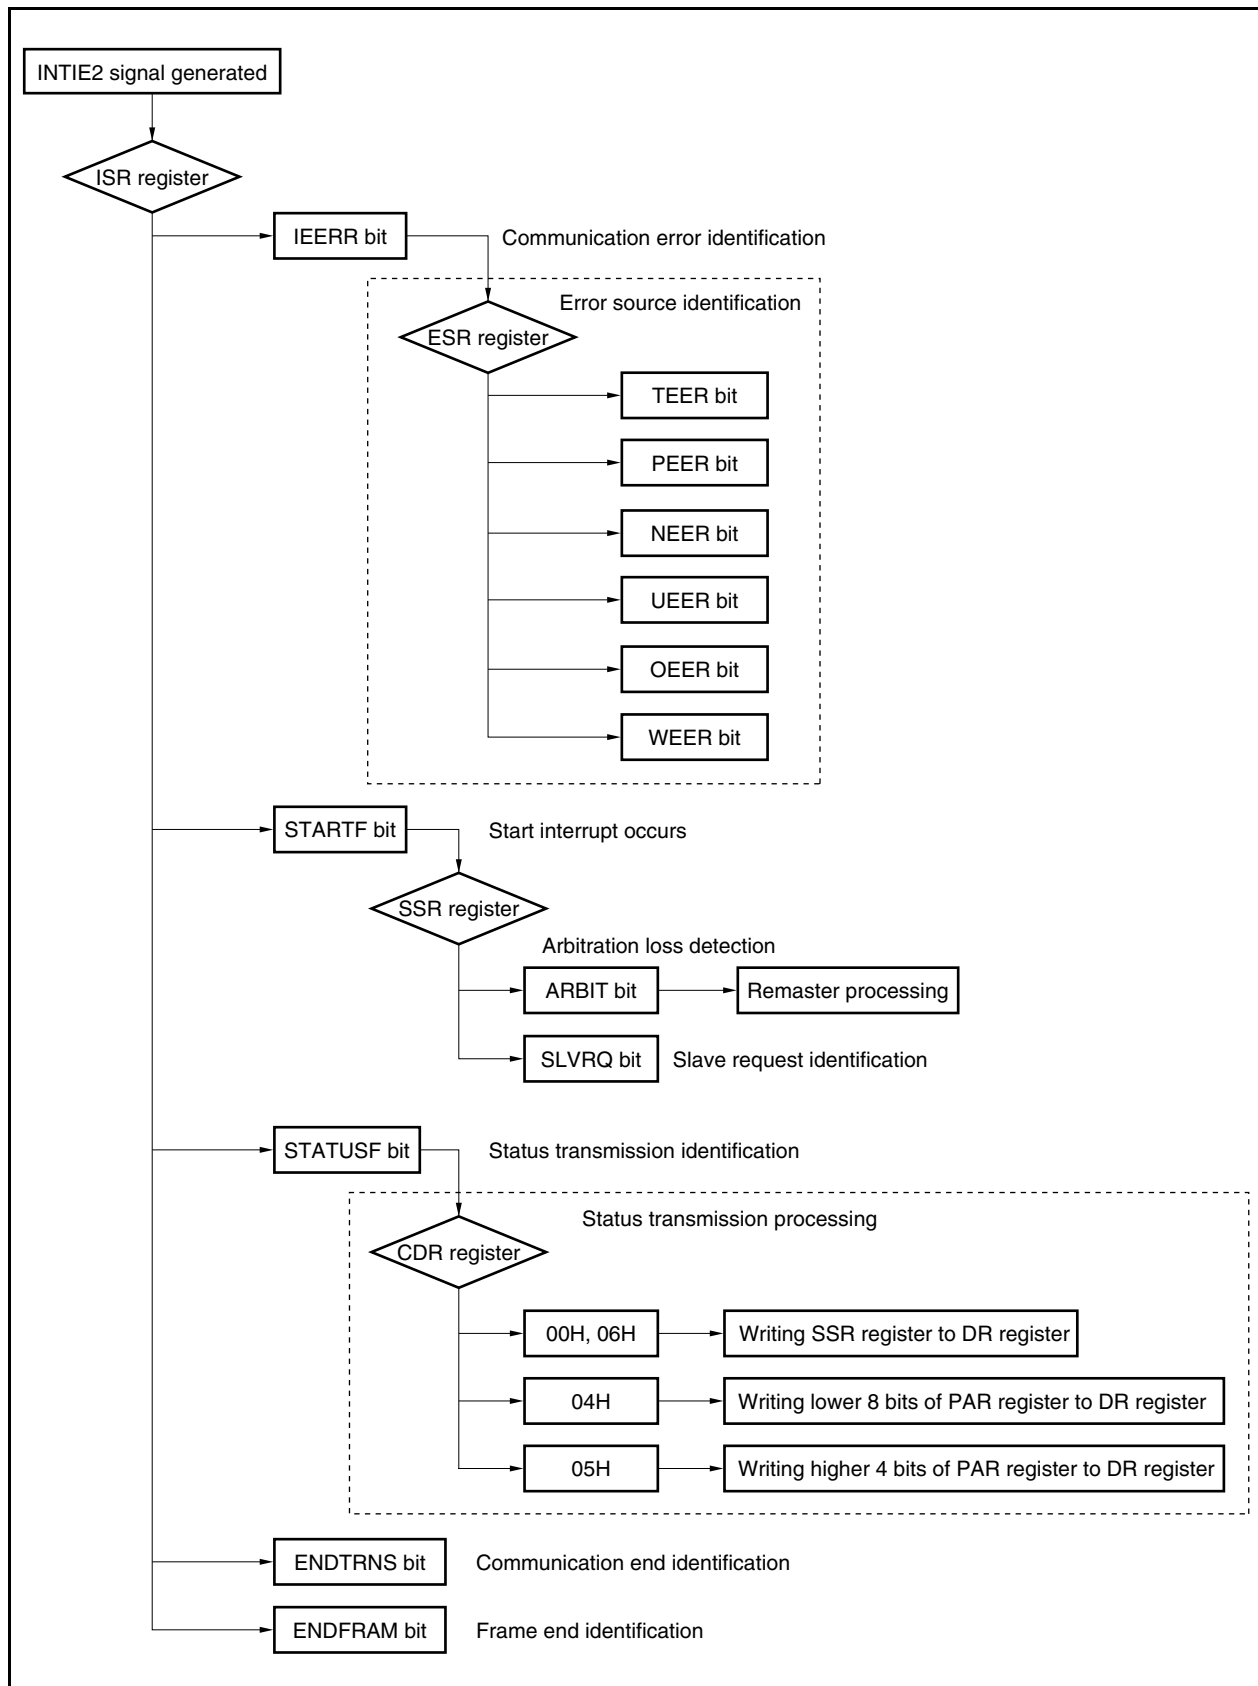 INTIE2 signal generated
ISR register
IEERR bit
Communication error identification
Error source identification
ESR register
TEER bit
PEER bit
NEER bit
UEER bit
OEER bit
WEER bit
STARTF bit
Start interrupt occurs
SSR register
Arbitration loss detection
ARBIT bit
Remaster processing
SLVRQ bit
Slave request identification
STATUSF bit
Status transmission identification
Status transmission processing
CDR register
00H, 06H
Writing SSR register to DR register
04H
Writing lower 8 bits of PAR register to DR register
05H
Writing higher 4 bits of PAR register to DR register
ENDTRNS bit
Communication end identification
ENDFRAM bit
Frame end identification